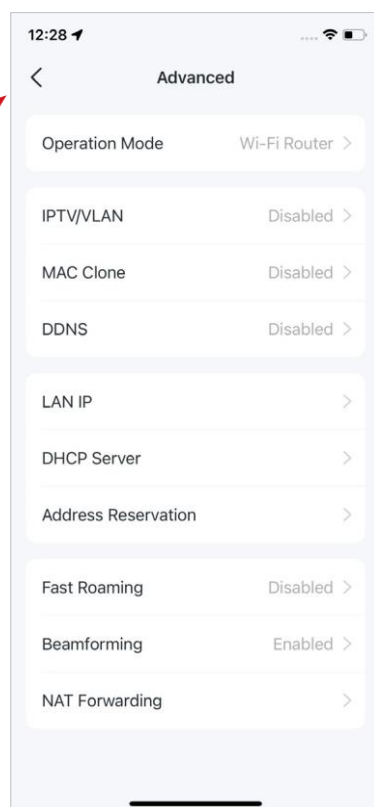 12:28
Advanced
Operation Mode Wi-Fi Router
IPTV/VLAN Disabled
MAC Clone Disabled
DDNS Disabled
LAN IP
DHCP Server
Address Reservation
Fast Roaming Disabled
Beamforming Enabled
NAT Forwarding